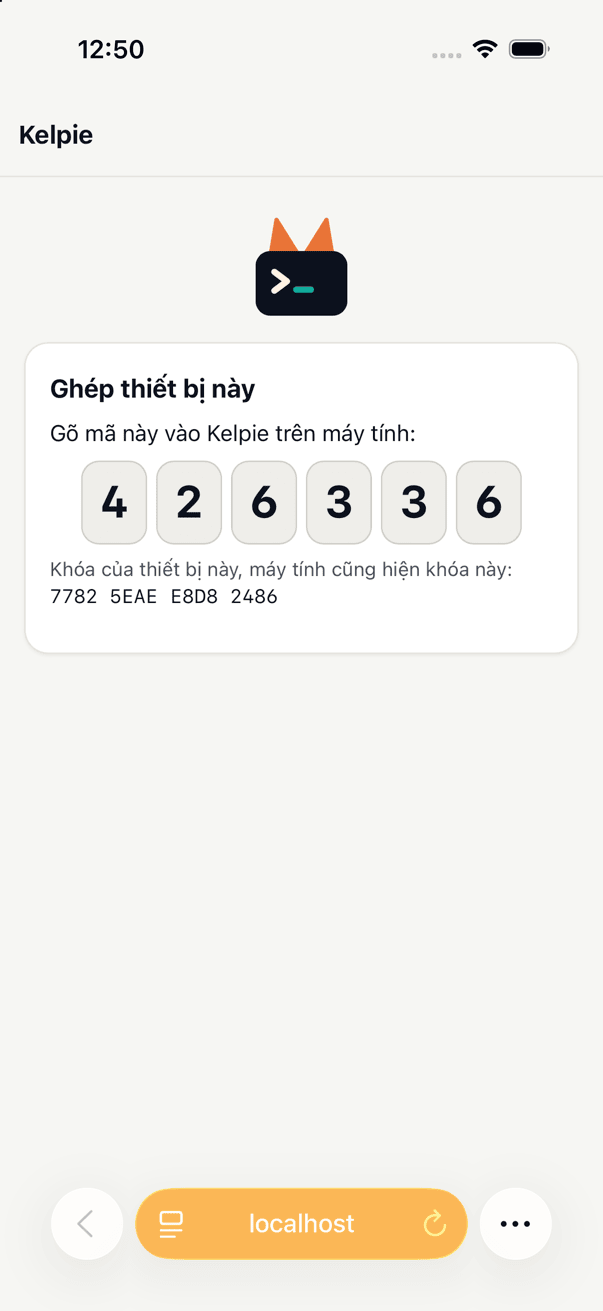 12:50
Kelpie
>_
Ghép thiết bị này
Gõ mã này vào Kelpie trên máy tính:
4 2 6 3 3 6
Khóa của thiết bị này, máy tính cũng hiện khóa này:
7782 5EAE E8D8 2486
localhost